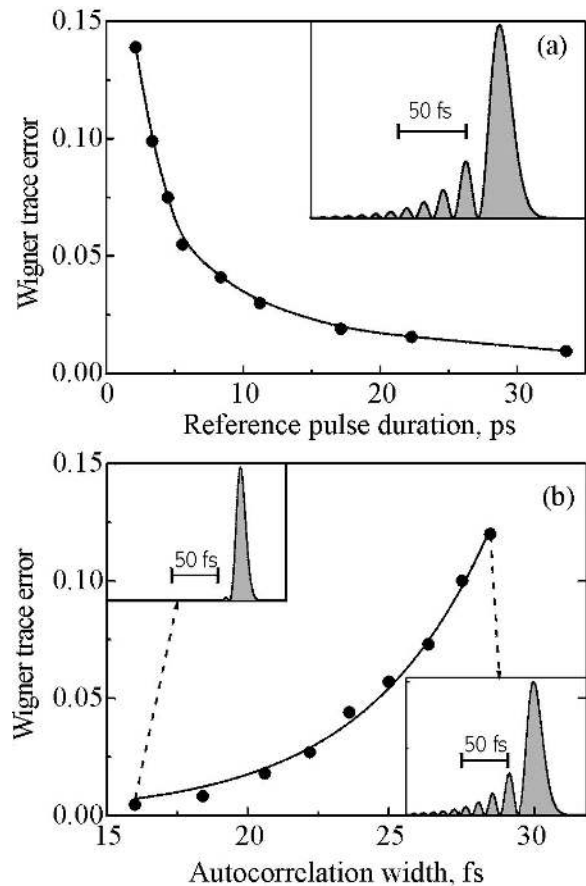 (a)
50 fs
0.15
0.10
0.05
0.00
Wigner trace error
0 10 20 30
Reference pulse duration, ps
(b)
50 fs
50 fs
0.15
0.10
0.05
0.00
Wigner trace error
15 20 25 30
Autocorrelation width, fs